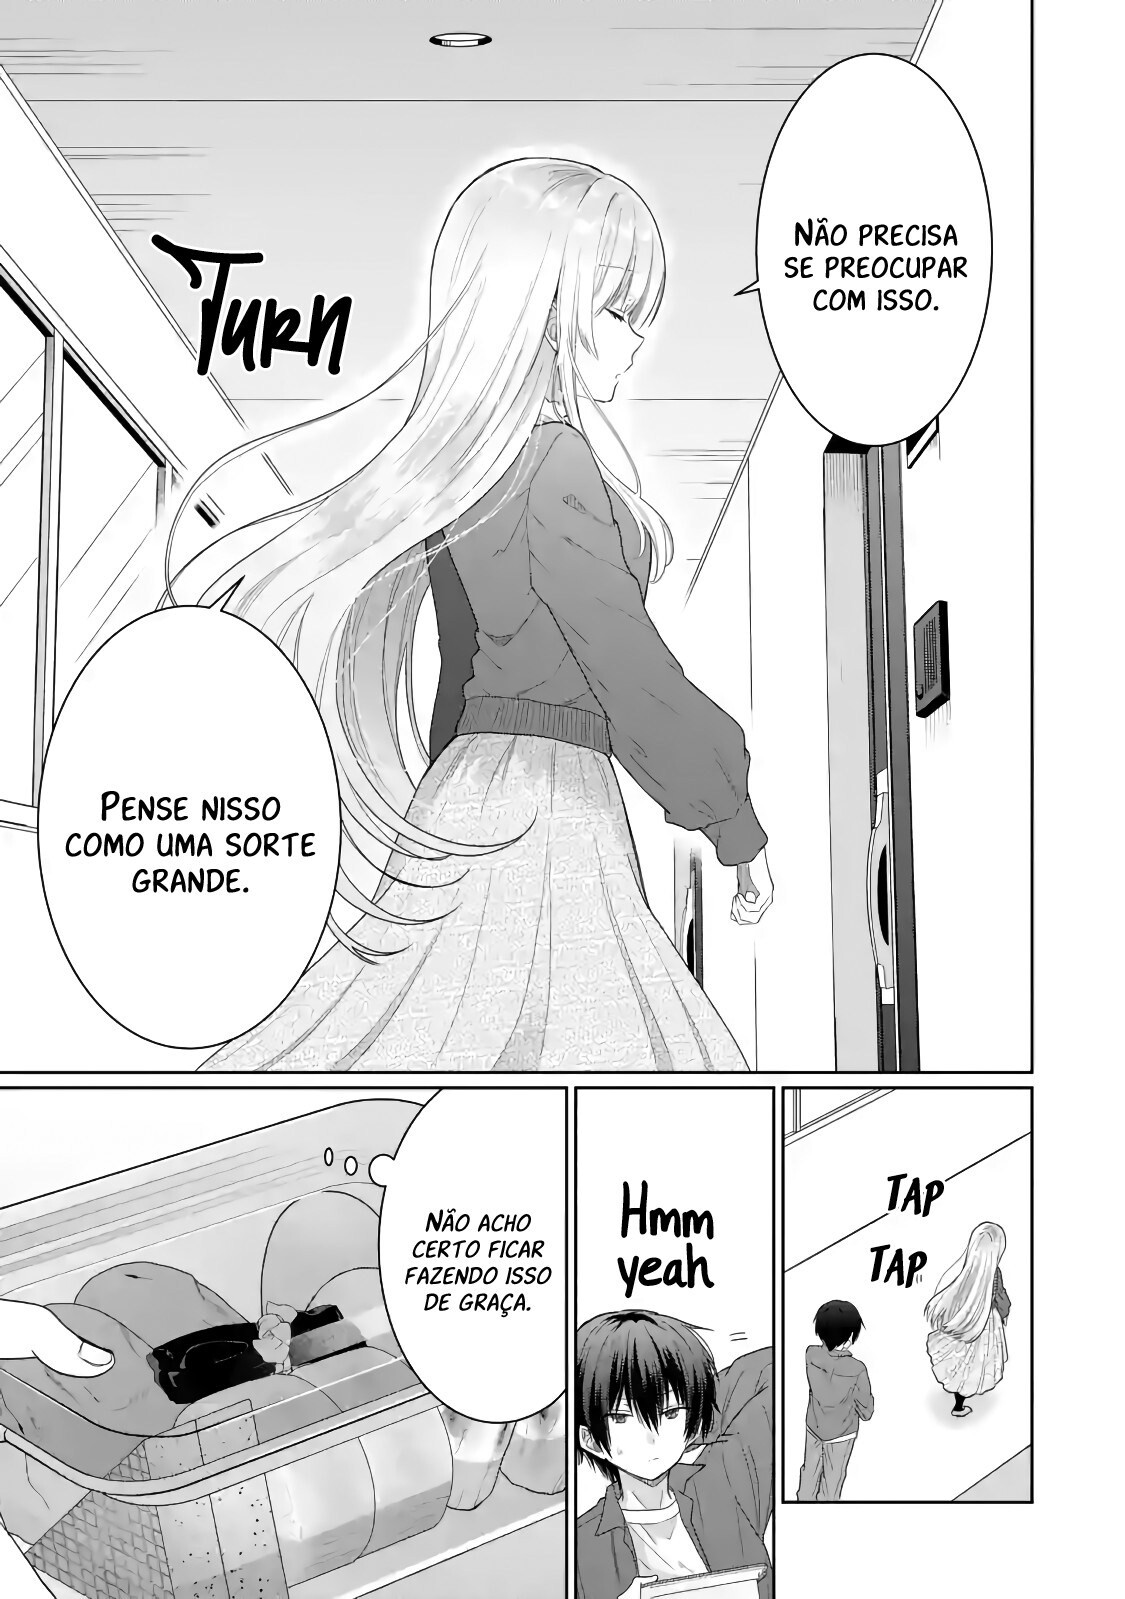 NÃO PRECISA
SE PREOCUPAR
COM ISSO.
TURN
PENSE NISSO
COMO UMA SORTE
GRANDE.
TAP
TAP
Hmm
yeah
NÃO ACHO
CERTO FICAR
FAZENDO ISSO
DE GRAÇA.